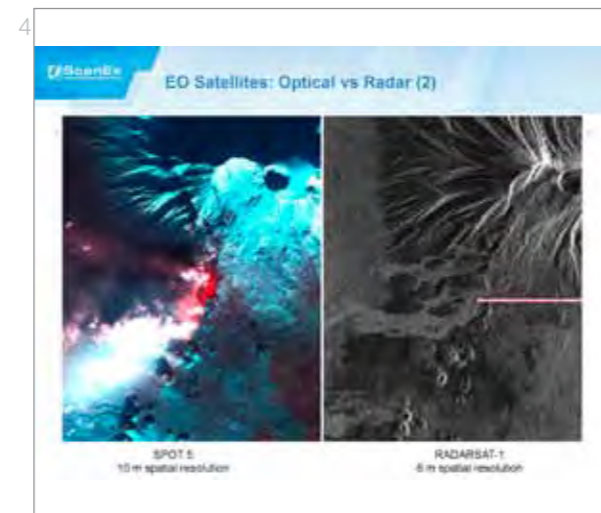 4
ScanEx
EO Satellites: Optical vs Radar (2)
SPOT 5
10 m spatial resolution
RADARSAT-1
8 m spatial resolution